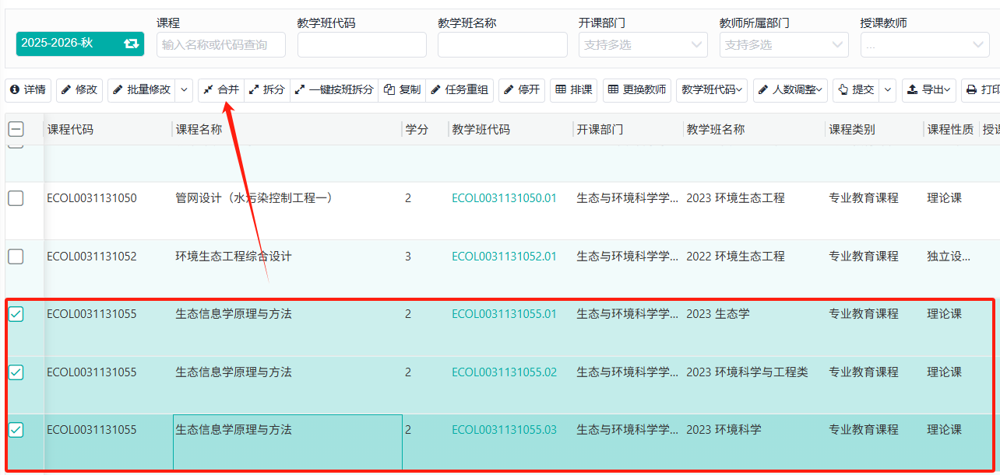 课程 教学班代码 教学班名称 开课部门 教师所属部门 授课教师
2025-2026-秋 输入名称或代码查询 支持多选 支持多选 ...
详情 修改 批量修改 合并 拆分 一键按班拆分 复制 任务重组 停开 排课 更换教师 教学班代码 人数调整 提交 导出 打印
课程代码 课程名称 学分 教学班代码 开课部门 教学班名称 课程类别 课程性质 授课
ECOL0031131050 管网设计（水污染控制工程一） 2 ECOL0031131050.01 生态与环境科学学... 2023 环境生态工程 专业教育课程 理论课
ECOL0031131052 环境生态工程综合设计 3 ECOL0031131052.01 生态与环境科学学... 2022 环境生态工程 专业教育课程 独立设...
ECOL0031131055 生态信息学原理与方法 2 ECOL0031131055.01 生态与环境科学学... 2023 生态学 专业教育课程 理论课
ECOL0031131055 生态信息学原理与方法 2 ECOL0031131055.02 生态与环境科学学... 2023 环境科学与工程类 专业教育课程 理论课
ECOL0031131055 生态信息学原理与方法 2 ECOL0031131055.03 生态与环境科学学... 2023 环境科学 专业教育课程 理论课